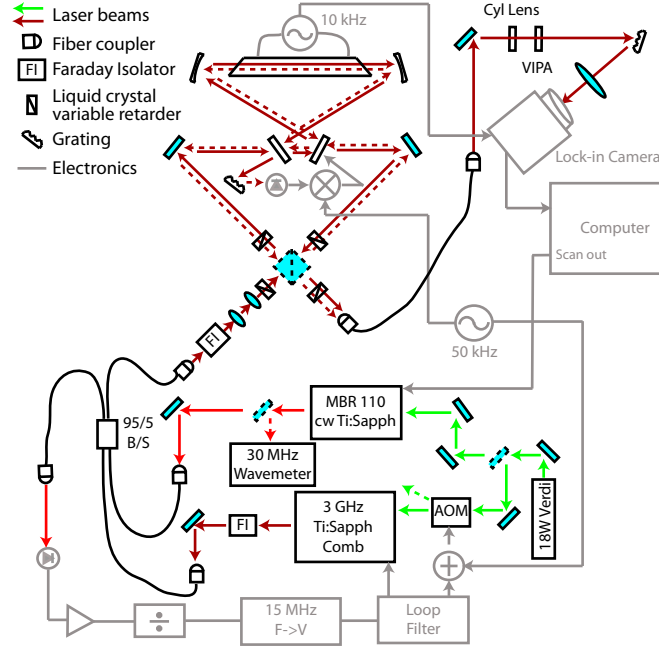 Laser beams
Fiber coupler
FI
Faraday Isolator
Liquid crystal
variable retarder
Grating
Electronics
10 kHz
Cyl Lens
VIPA
Lock-in Camera
Computer
Scan out
50 kHz
FI
95/5
B/S
MBR 110
cw Ti:Sapph
30 MHz
Wavemeter
3 GHz
Ti:Sapph
Comb
FI
AOM
18W Verdi
15 MHz
F->V
Loop
Filter